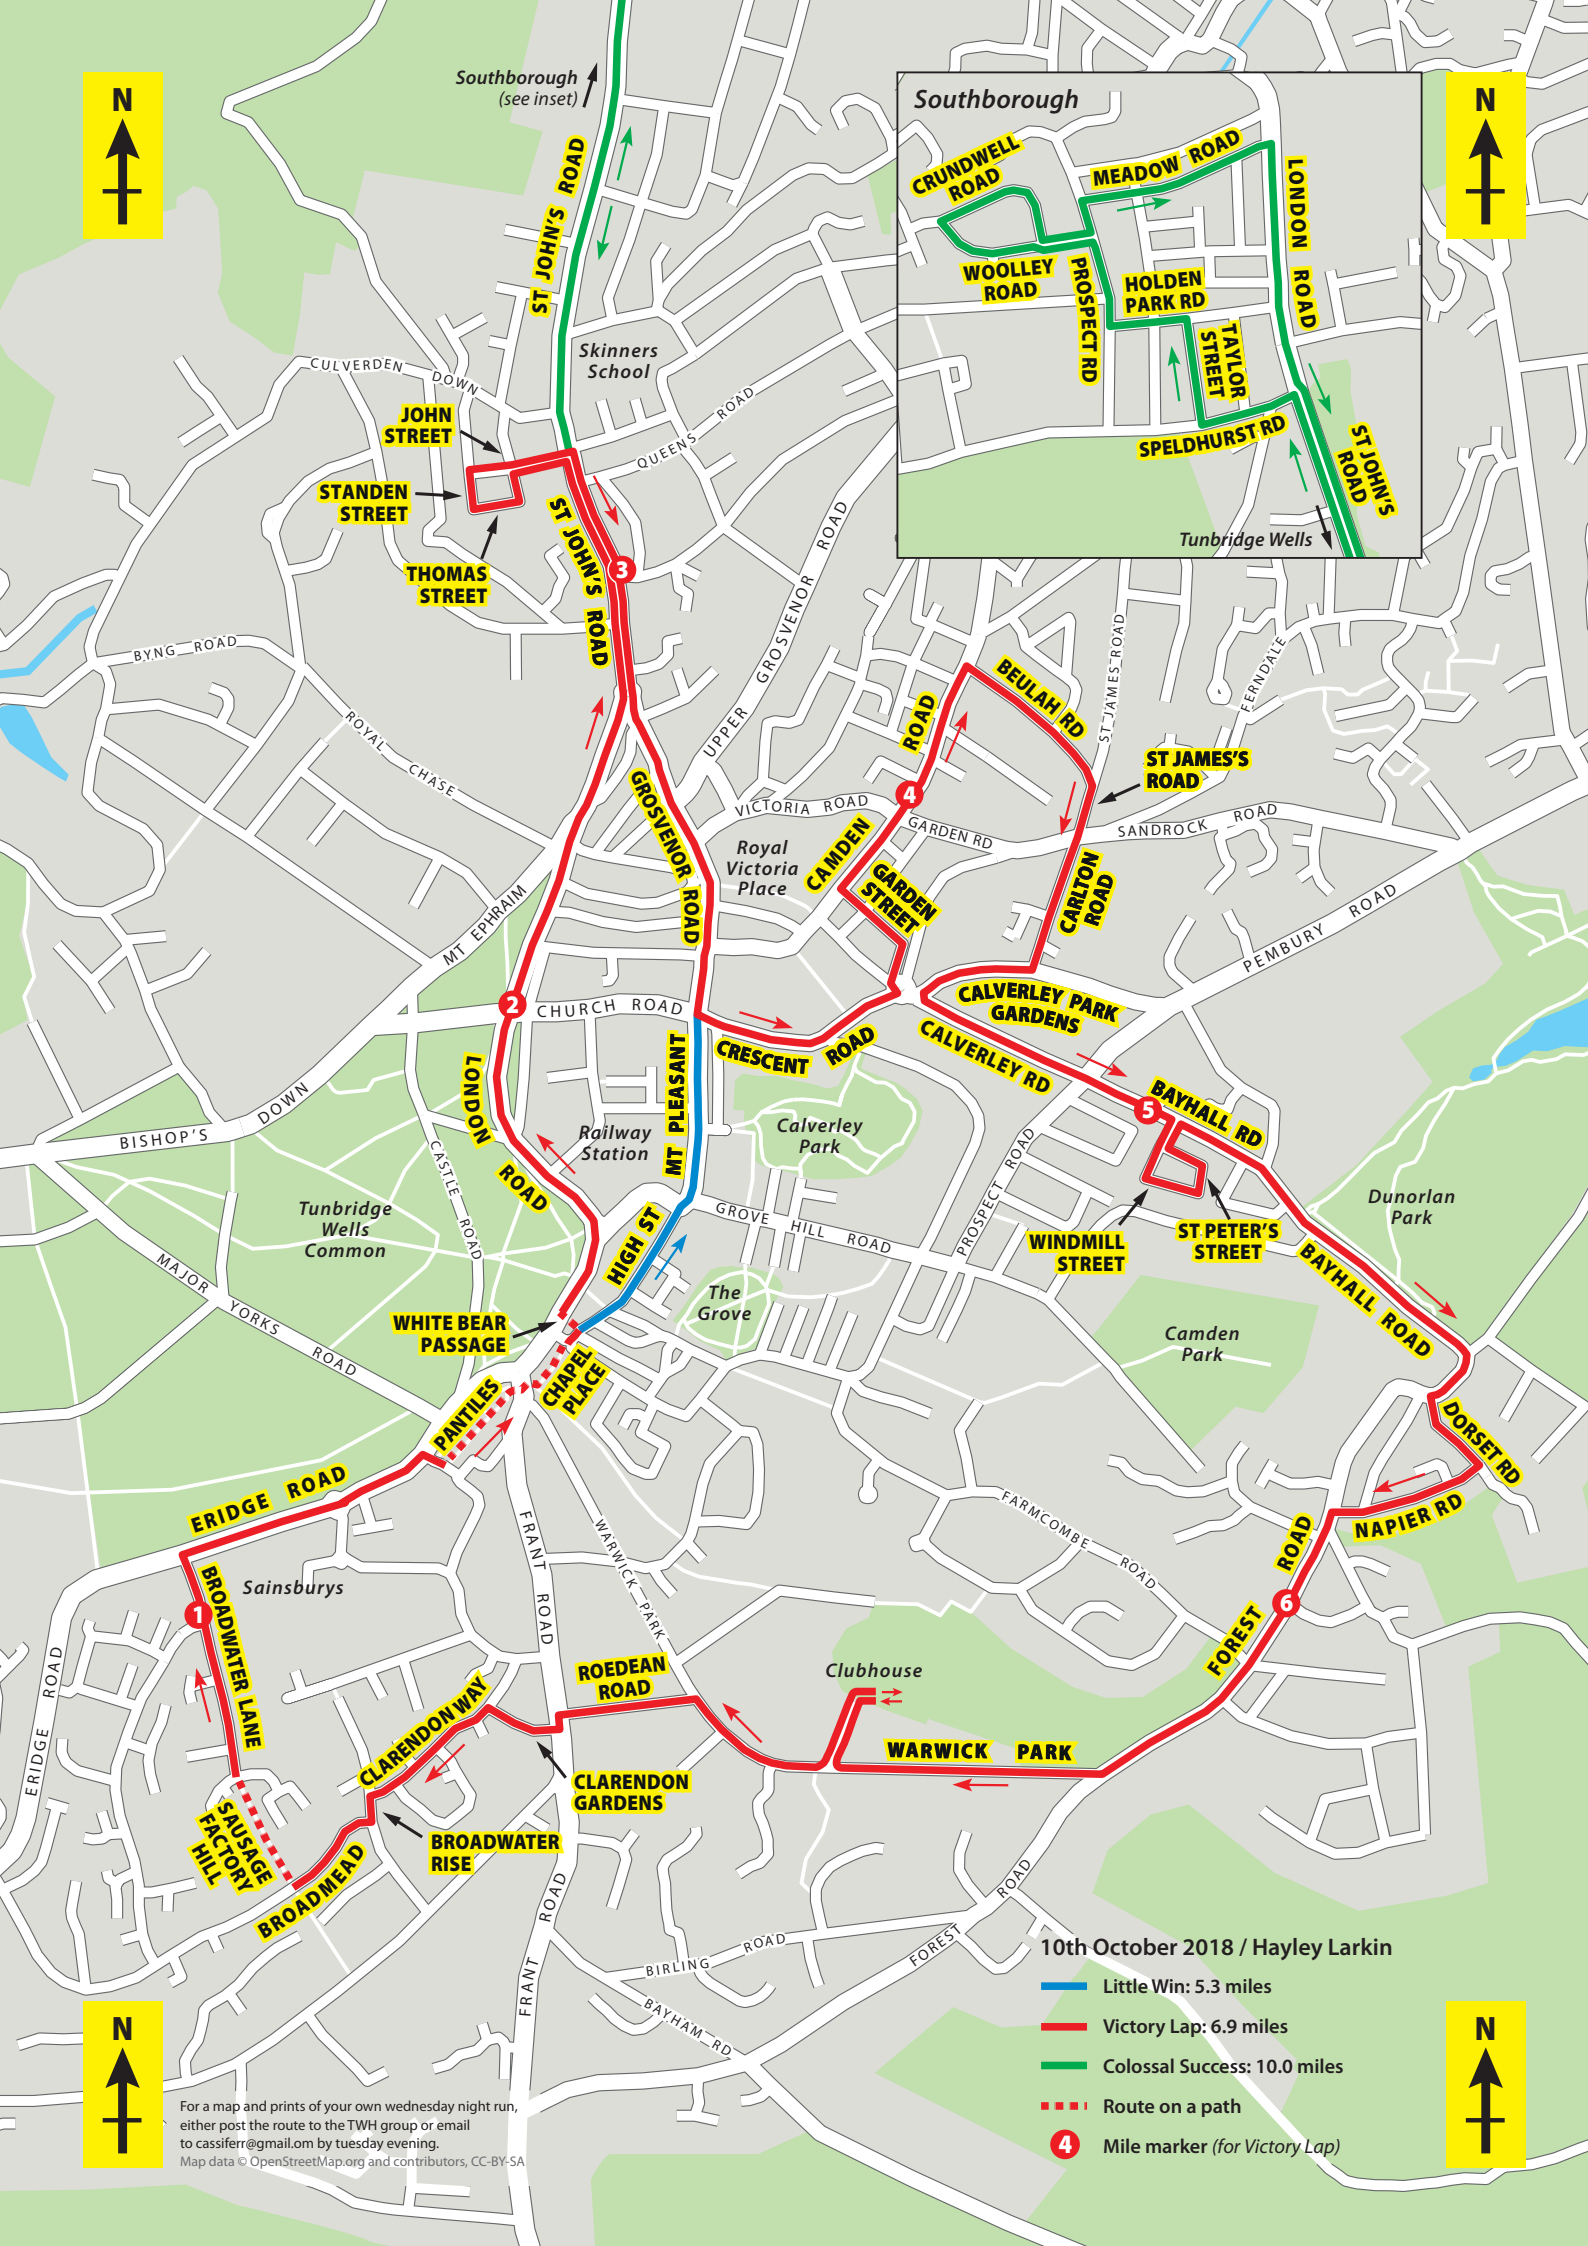 N
Southborough
(see inset)
ST JOHN'S ROAD
Southborough
CRUNDWELL
ROAD
MEADOW ROAD
LONDON ROAD
WOOLLEY
ROAD
PROSPECT RD
HOLDEN
PARK RD
TAYLOR
STREET
SPELDHURST RD
ST JOHN'S
ROAD
Tunbridge Wells
N
Skinners
School
CULVERDEN DOWN
JOHN
STREET
QUEENS ROAD
STANDEN
STREET
THOMAS
STREET
ST JOHN'S ROAD
3
BYNG ROAD
ROYAL CHASE
UPPER GROSVENOR ROAD
BEULAH RD
ST JAMES ROAD
FERNDALE
CAMDEN ROAD
4
ST JAMES'S
ROAD
GROSVENOR ROAD
VICTORIA ROAD
GARDEN RD
SANDROCK ROAD
Royal
Victoria
Place
GARDEN
STREET
CARLTON
ROAD
MT EPHRAIM
PEMBURY ROAD
2
CHURCH ROAD
CALVERLEY PARK
GARDENS
CRESCENT ROAD
CALVERLEY RD
LONDON ROAD
MT PLEASANT
BISHOP'S DOWN
Railway
Station
Calverley
Park
5
BAYHALL RD
CASTLE ROAD
PROSPECT ROAD
Tunbridge
Wells
Common
Dunorlan
Park
HIGH ST
GROVE HILL ROAD
WINDMILL
STREET
ST PETER'S
STREET
BAYHALL ROAD
MAJOR YORKS ROAD
The
Grove
WHITE BEAR
PASSAGE
Camden
Park
CHAPEL
PLACE
PANTILES
DORSET RD
ERIDGE ROAD
NAPIER RD
FRANT ROAD
WARWICK PARK
FARMCOMBE ROAD
FOREST ROAD
6
BROADWATER LANE
Sainsburys
1
ERIDGE ROAD
ROEDEAN
ROAD
Clubhouse
CLARENDON WAY
WARWICK PARK
CLARENDON
GARDENS
SAUSAGE
FACTORY
HILL
BROADWATER
RISE
BROADMEAD
FRANT ROAD
BIRLING ROAD
FOREST ROAD
BAYHAM RD
10th October 2018 / Hayley Larkin
Little Win: 5.3 miles
Victory Lap: 6.9 miles
Colossal Success: 10.0 miles
Route on a path
4
Mile marker (for Victory Lap)
N
N
For a map and prints of your own wednesday night run,
either post the route to the TWH group or email
to cassiferr@gmail.om by tuesday evening.
Map data © OpenStreetMap.org and contributors, CC-BY-SA